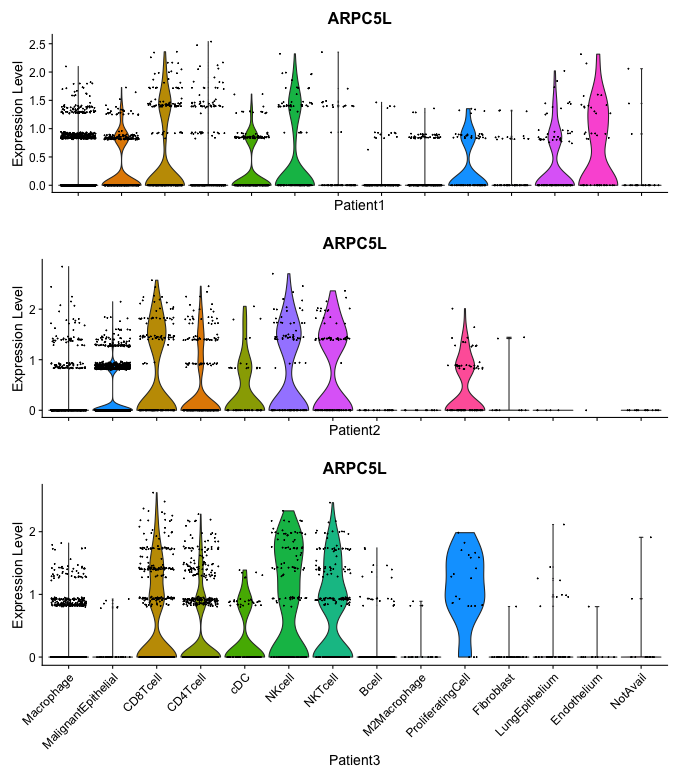 ARPC5L
Expression Level
2.5
2.0
1.5
1.0
0.5
0.0
Patient1
ARPC5L
Expression Level
2
1
0
Patient2
ARPC5L
Expression Level
2
1
0
Macrophage
MalignantEpithelial
CD8Tcell
CD4Tcell
cDC
NKcell
NKTcell
Bcell
M2Macrophage
ProliferatingCell
Fibroblast
LungEpithelium
Endothelium
NotAvail
Patient3